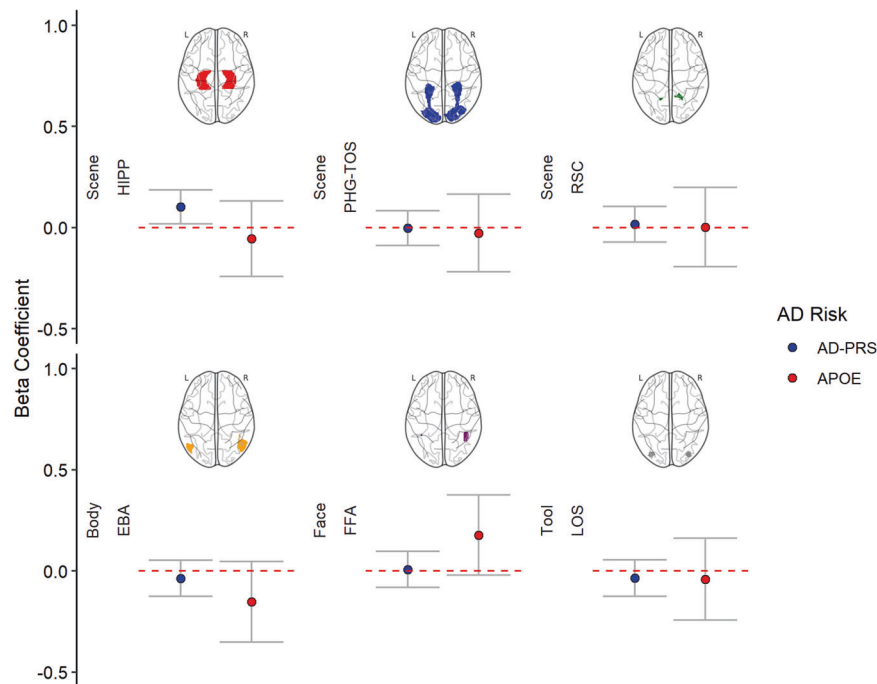 1.0
L R
L R
L R
0.5
Scene
HIPP
Scene
PHG-TOS
Scene
RSC
0.0
-0.5
Beta Coefficient
AD Risk
AD-PRS
APOE
1.0
L R
L R
L R
0.5
Body
EBA
Face
FFA
Tool
LOS
0.0
-0.5